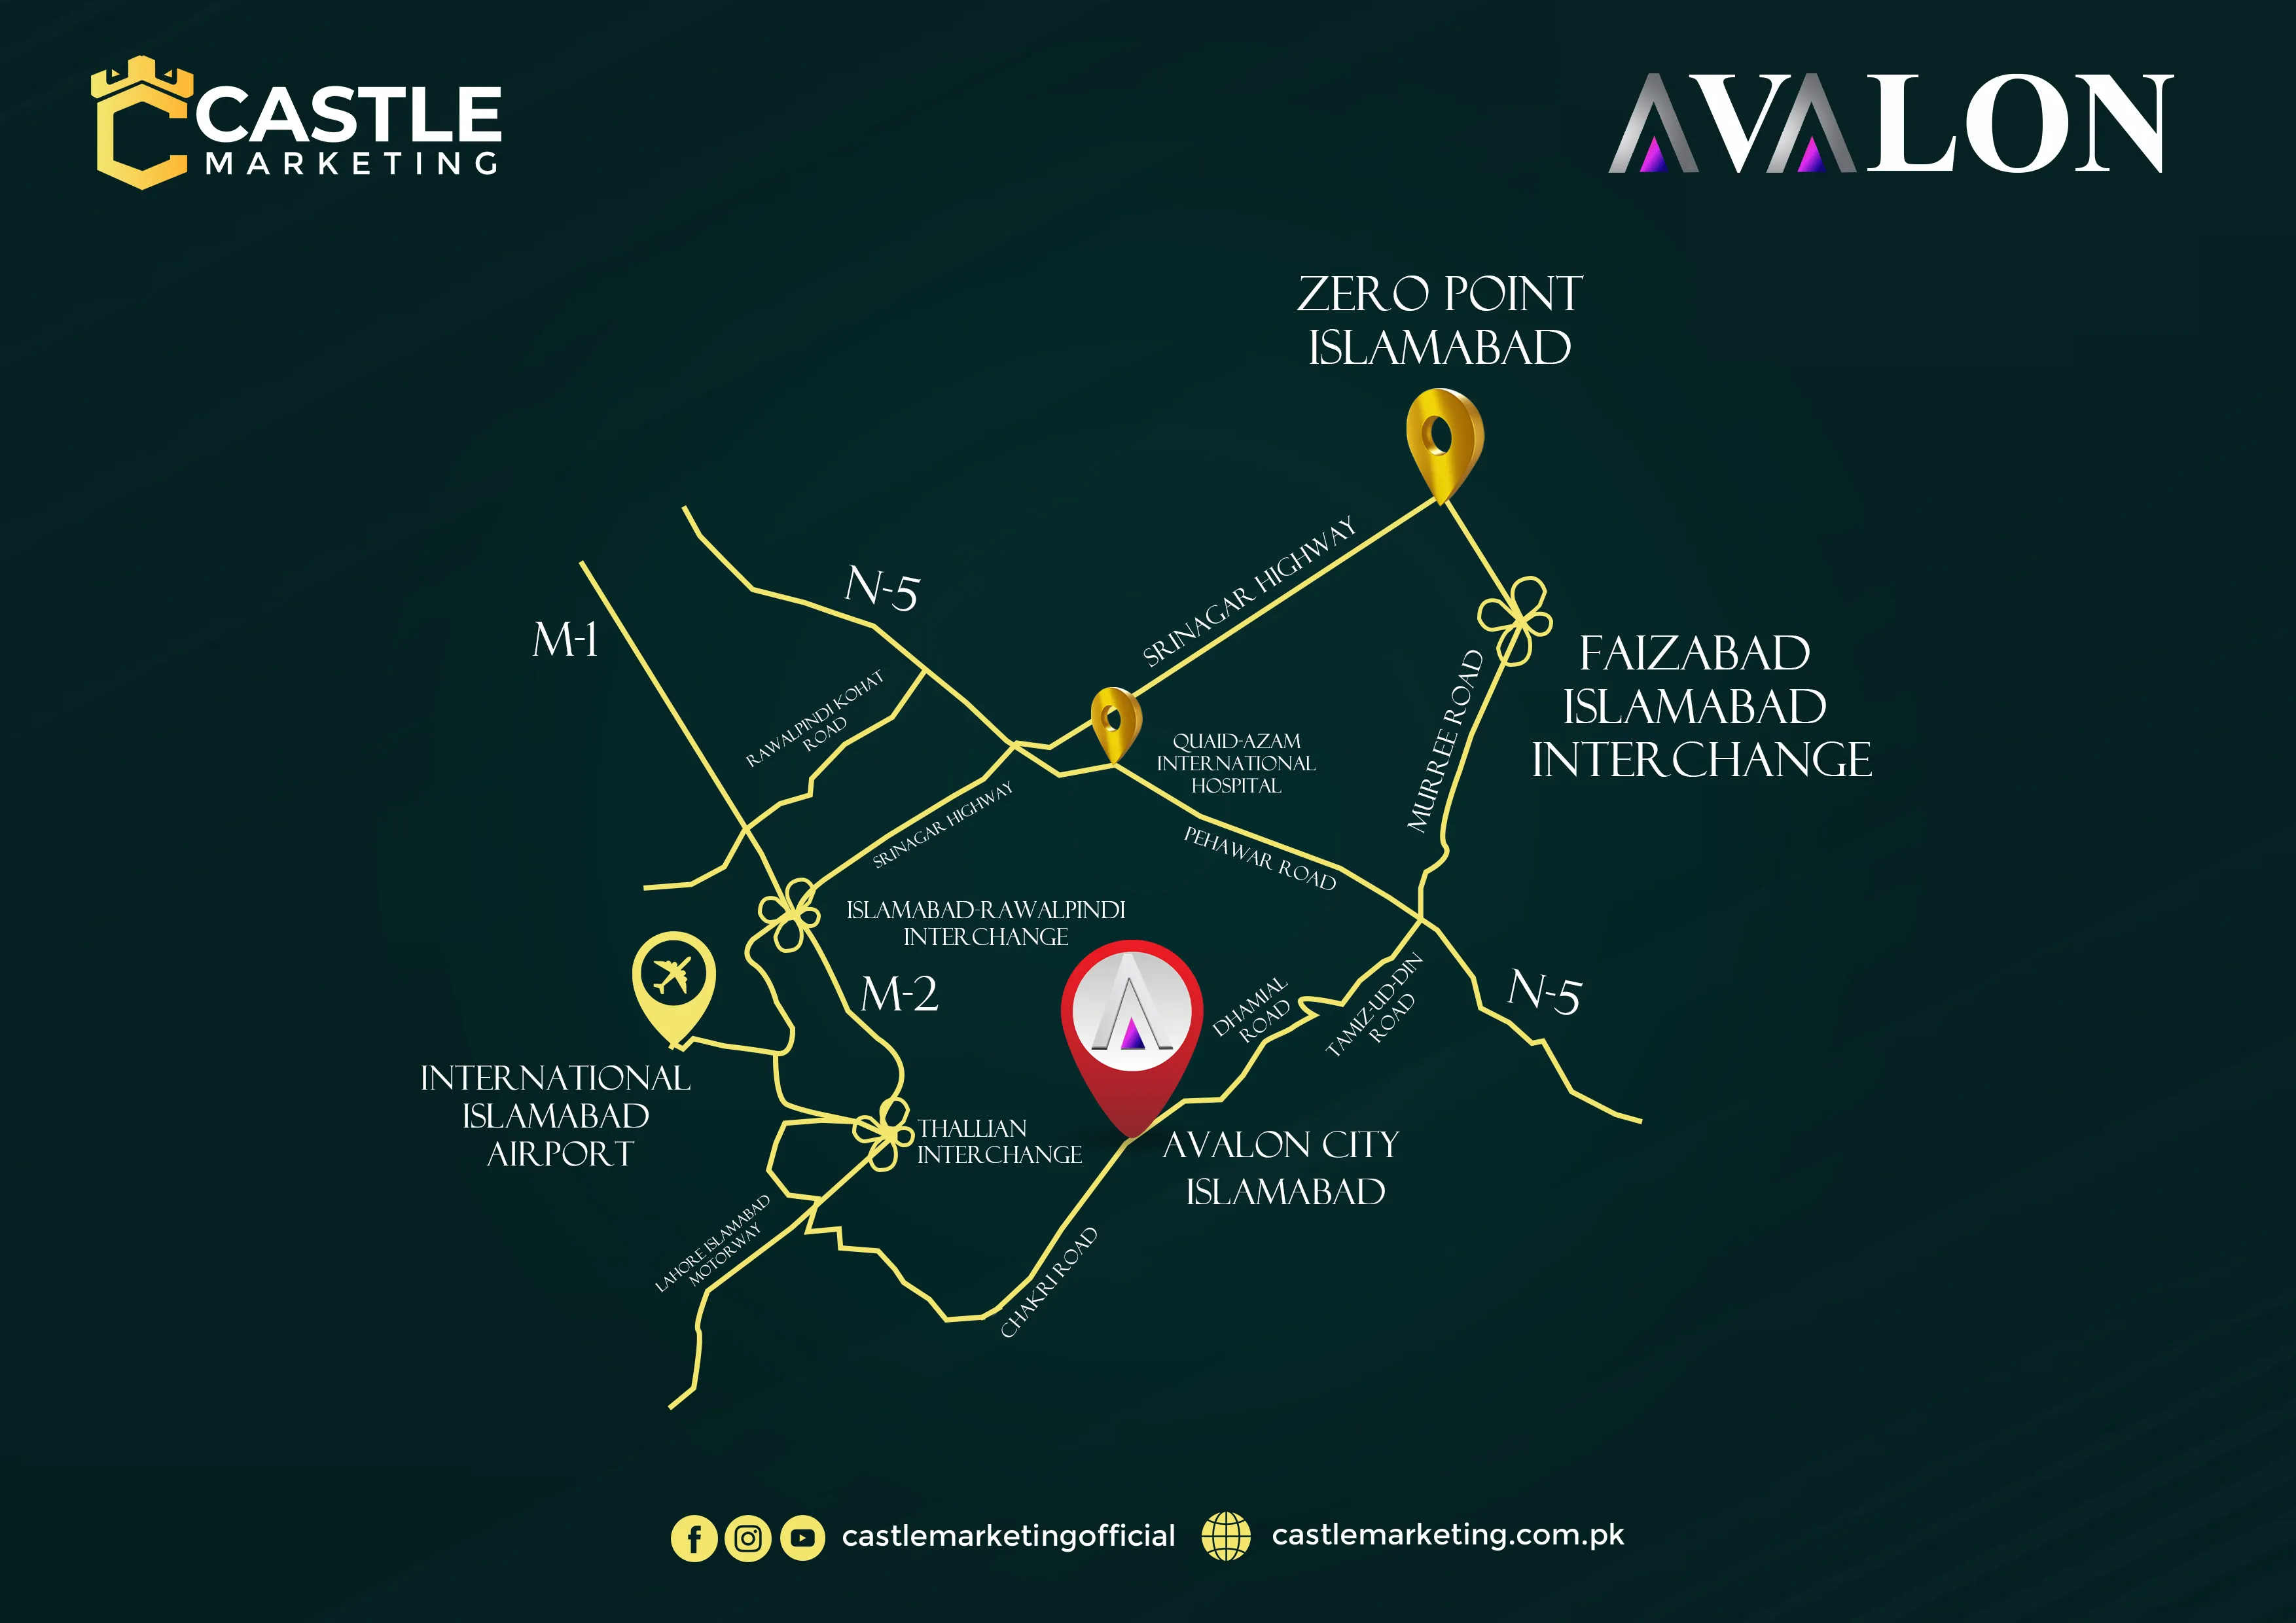 CASTLE
MARKETING
AVALON
ZERO POINT
ISLAMABAD
N-5
M-1
SRINAGAR HIGHWAY
FAIZABAD
ISLAMABAD
INTERCHANGE
MURREE ROAD
RAWALPINDI KOHAT
ROAD
QUAID-AZAM
INTERNATIONAL
HOSPITAL
SRINAGAR HIGHWAY
PEHAWAR ROAD
ISLAMABAD-RAWALPINDI
INTERCHANGE
M-2
DHAMIAL
ROAD
TAMIZ-UD-DIN
ROAD
N-5
INTERNATIONAL
ISLAMABAD
AIRPORT
THALLIAN
INTERCHANGE
AVALON CITY
ISLAMABAD
LAHORE ISLAMABAD
MOTORWAY
CHAKRI ROAD
castlemarketingofficial
castlemarketing.com.pk